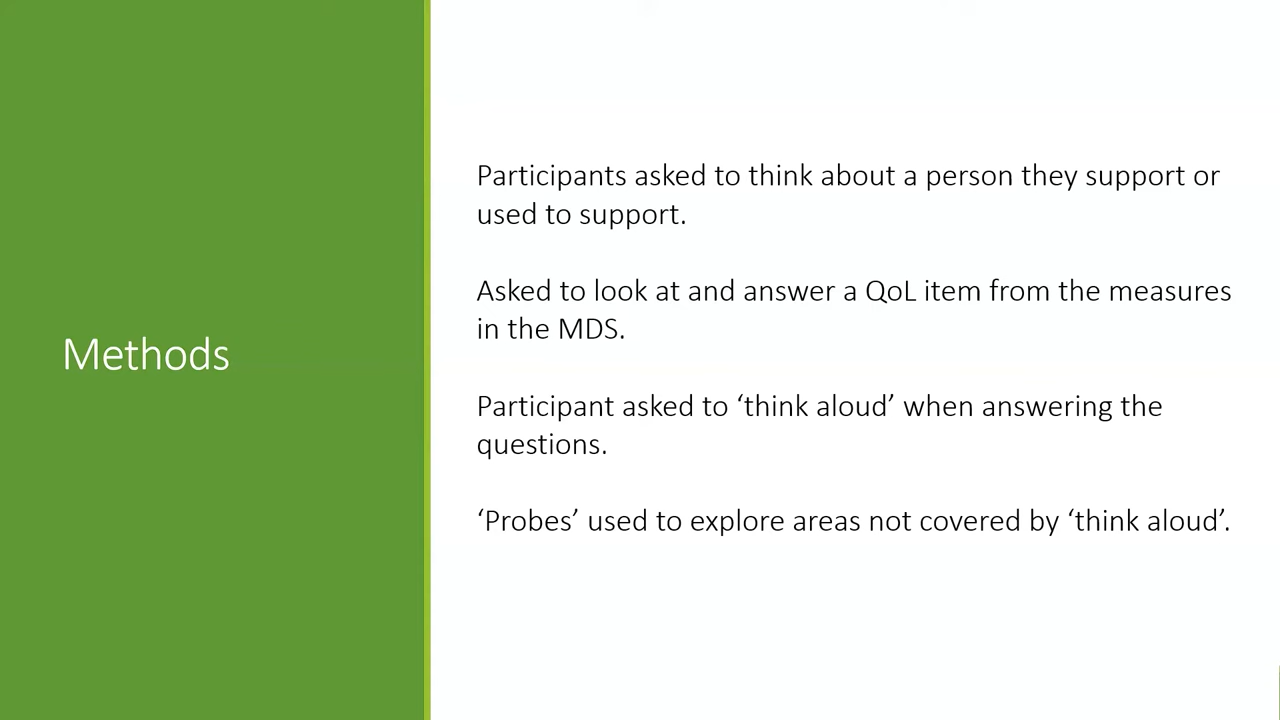 Methods
Participants asked to think about a person they support or
used to support.
Asked to look at and answer a QoL item from the measures
in the MDS.
Participant asked to ‘think aloud’ when answering the
questions.
‘Probes’ used to explore areas not covered by ‘think aloud’.